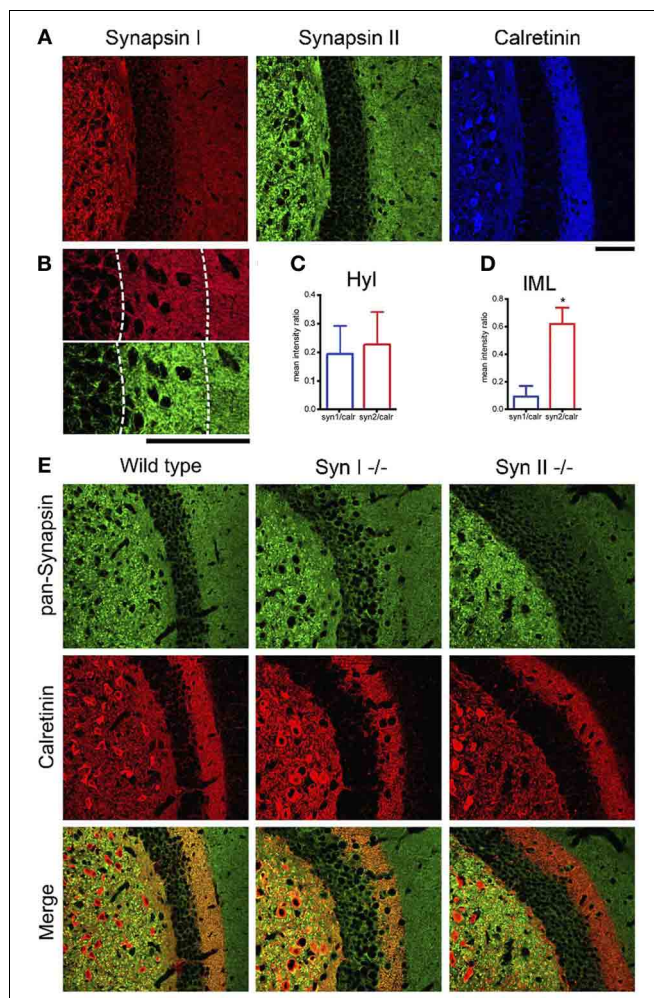 A
Synapsin I
Synapsin II
Calretinin
B
C
Hyl
mean intensity ratio
0.4
0.3
0.2
0.1
0.0
syn1/calr
syn2/calr
D
IML
*
mean intensity ratio
0.8
0.6
0.4
0.2
0.0
syn1/calr
syn2/calr
E
Wild type
Syn I -/-
Syn II -/-
pan-Synapsin
Calretinin
Merge